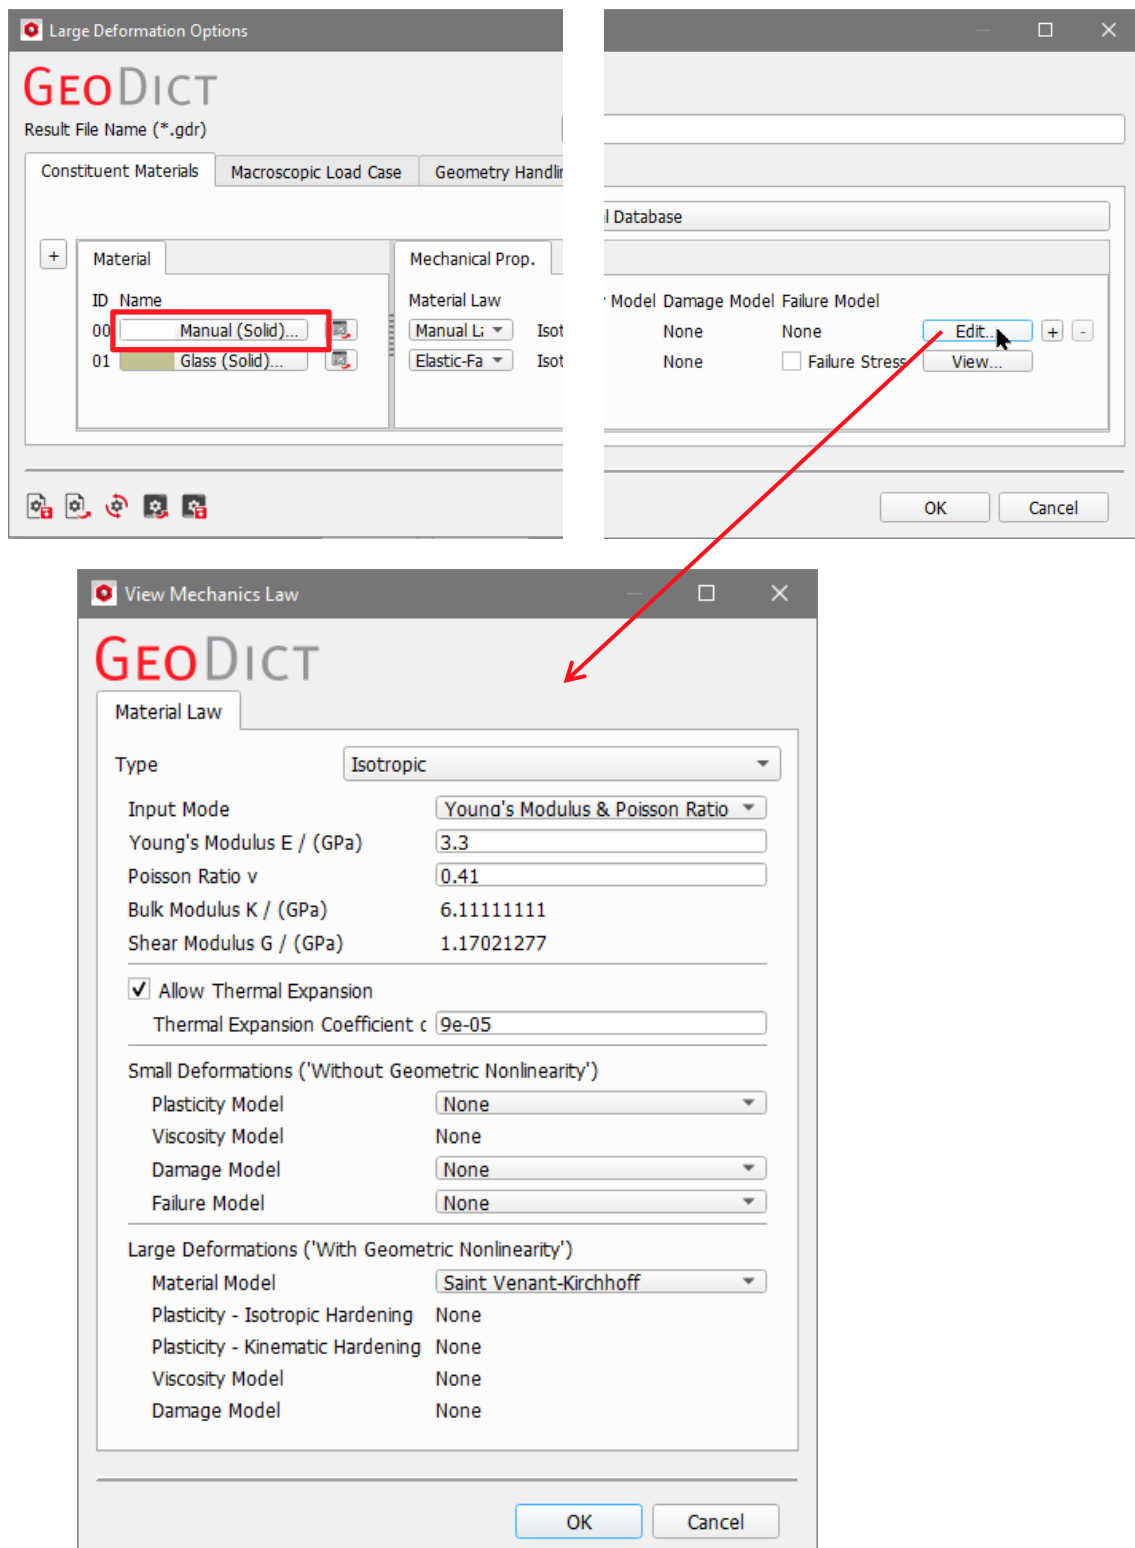 Large Deformation Options
GEODICT
Result File Name (*.gdr)
Constituent Materials Macroscopic Load Case Geometry
l Database
+ Material Mechanical Prop.
ID Name Material Law Model Damage Model Failure Model
00 Manual (Solid)... Manual None None Edit... + -
01 Glass (Solid)... Elastic-Fa None Failure Stress View...
OK Cancel
View Mechanics Law
GEODICT
Material Law
Type Isotropic
Input Mode Young's Modulus & Poisson Ratio
Young's Modulus E / (GPa) 3.3
Poisson Ratio ν 0.41
Bulk Modulus K / (GPa) 6.11111111
Shear Modulus G / (GPa) 1.17021277
Allow Thermal Expansion
Thermal Expansion Coefficient 9e-05
Small Deformations ('Without Geometric Nonlinearity')
Plasticity Model None
Viscosity Model None
Damage Model None
Failure Model None
Large Deformations ('With Geometric Nonlinearity')
Material Model Saint Venant-Kirchhoff
Plasticity - Isotropic Hardening None
Plasticity - Kinematic Hardening None
Viscosity Model None
Damage Model None
OK Cancel